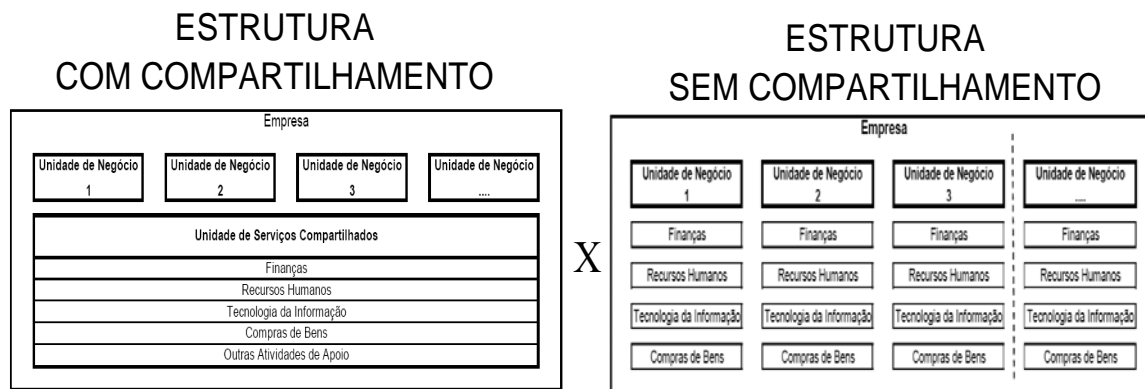 ESTRUTURA
COM COMPARTILHAMENTO
Empresa
Unidade de Negócio
1
Unidade de Negócio
2
Unidade de Negócio
3
Unidade de Negócio
....
Unidade de Serviços Compartilhados
Finanças
Recursos Humanos
Tecnologia da Informação
Compras de Bens
Outras Atividades de Apoio
X
ESTRUTURA
SEM COMPARTILHAMENTO
Empresa
Unidade de Negócio
1
Unidade de Negócio
2
Unidade de Negócio
3
Unidade de Negócio
....
Finanças
Finanças
Finanças
Finanças
Recursos Humanos
Recursos Humanos
Recursos Humanos
Recursos Humanos
Tecnologia da Informação
Tecnologia da Informação
Tecnologia da Informação
Tecnologia da Informação
Compras de Bens
Compras de Bens
Compras de Bens
Compras de Bens